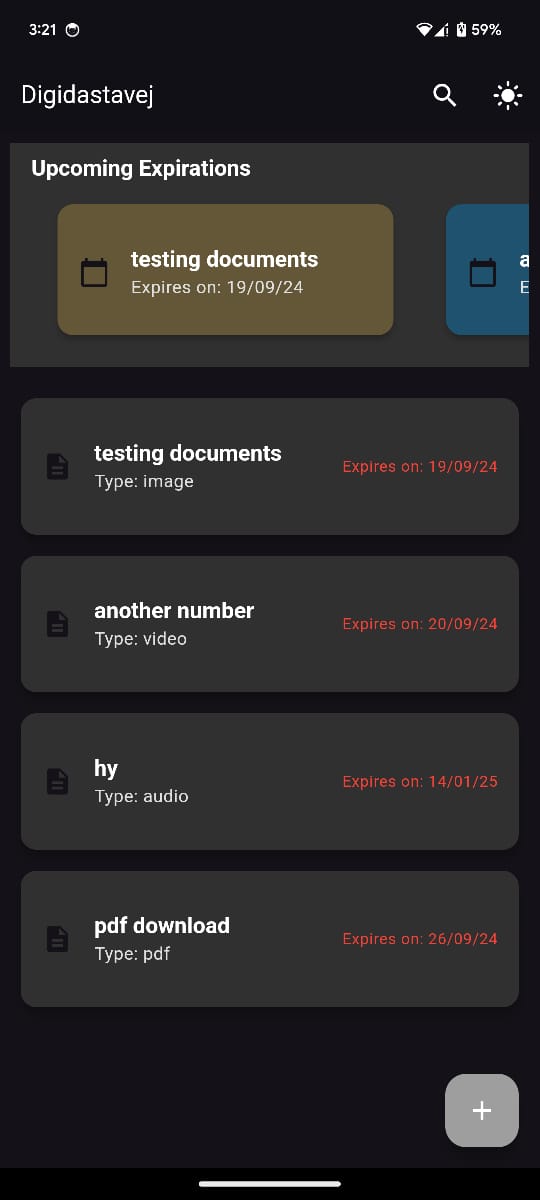 3:21
59%
Digidastavej
Upcoming Expirations
testing documents
Expires on: 19/09/24
a
E
testing documents
Type: image
Expires on: 19/09/24
another number
Type: video
Expires on: 20/09/24
hy
Type: audio
Expires on: 14/01/25
pdf download
Type: pdf
Expires on: 26/09/24
+